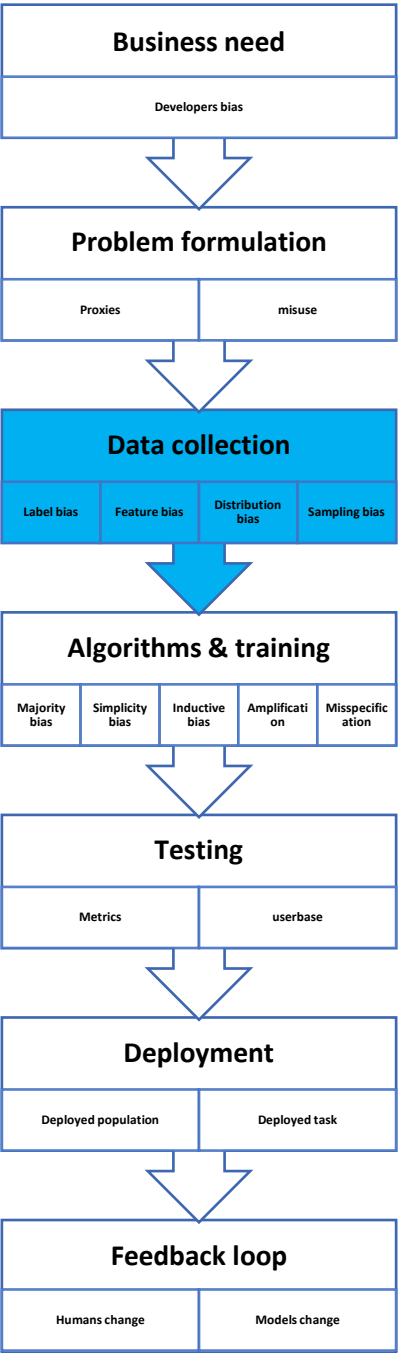 Business need
Developers bias
Problem formulation
Proxies
misuse
Data collection
Label bias
Feature bias
Distribution
bias
Sampling bias
Algorithms & training
Majority
bias
Simplicity
bias
Inductive
bias
Amplificati
on
Misspecific
ation
Testing
Metrics
userbase
Deployment
Deployed population
Deployed task
Feedback loop
Humans change
Models change